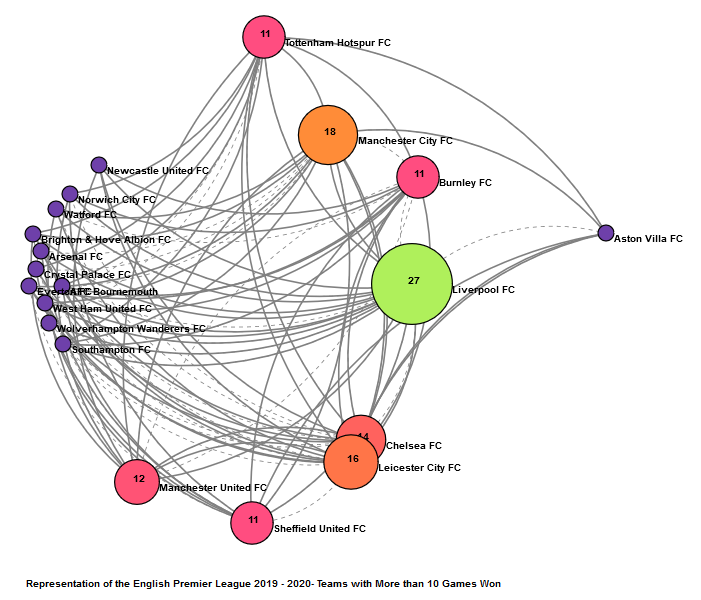 11
Tottenham Hotspur FC
18
Manchester City FC
Newcastle United FC
11
Burnley FC
Norwich City FC
Watford FC
Brighton & Hove Albion FC
Aston Villa FC
Arsenal FC
Crystal Palace FC
27
Liverpool FC
Everton FC
AFC Bournemouth
West Ham United FC
Wolverhampton Wanderers FC
Southampton FC
14
Chelsea FC
16
Leicester City FC
12
Manchester United FC
11
Sheffield United FC
Representation of the English Premier League 2019 - 2020- Teams with More than 10 Games Won